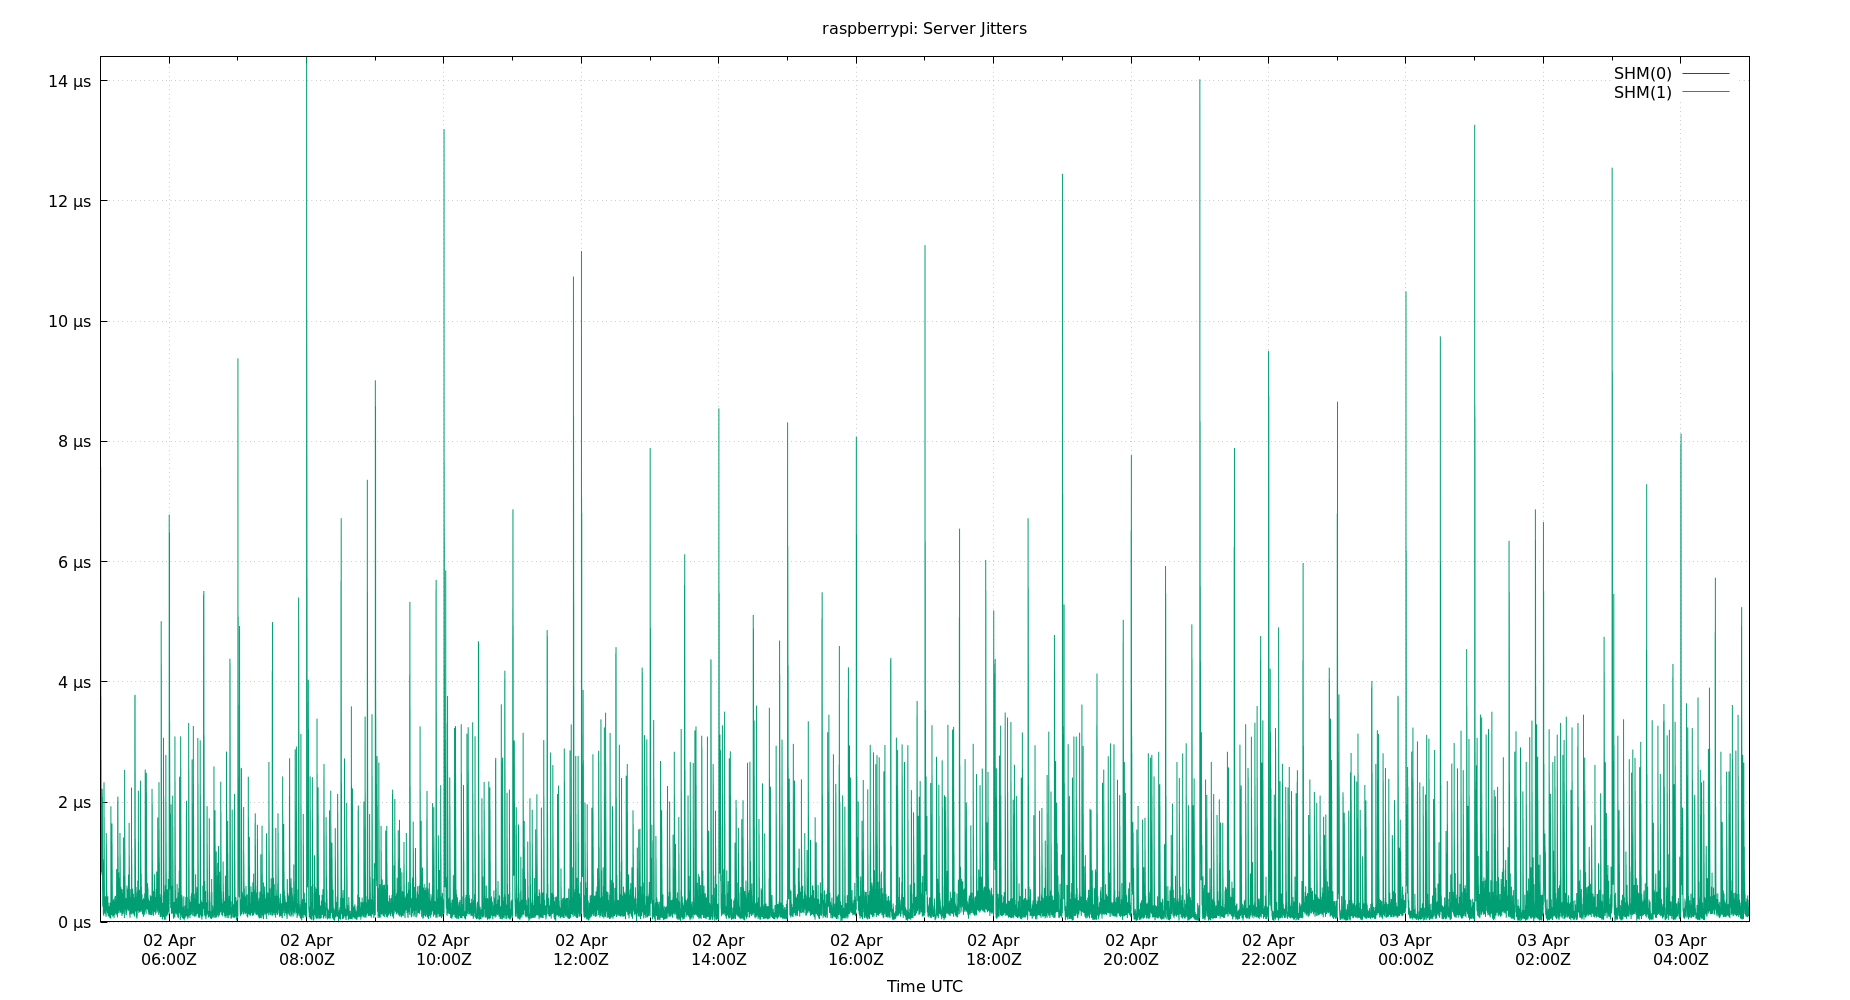 raspberrypi: Server Jitters
SHM(0)
SHM(1)
14 µs
12 µs
10 µs
8 µs
6 µs
4 µs
2 µs
0 µs
02 Apr 02 Apr 02 Apr 02 Apr 02 Apr 02 Apr 02 Apr 02 Apr 02 Apr 03 Apr 03 Apr 03 Apr
06:00Z 08:00Z 10:00Z 12:00Z 14:00Z 16:00Z 18:00Z 20:00Z 22:00Z 00:00Z 02:00Z 04:00Z
Time UTC